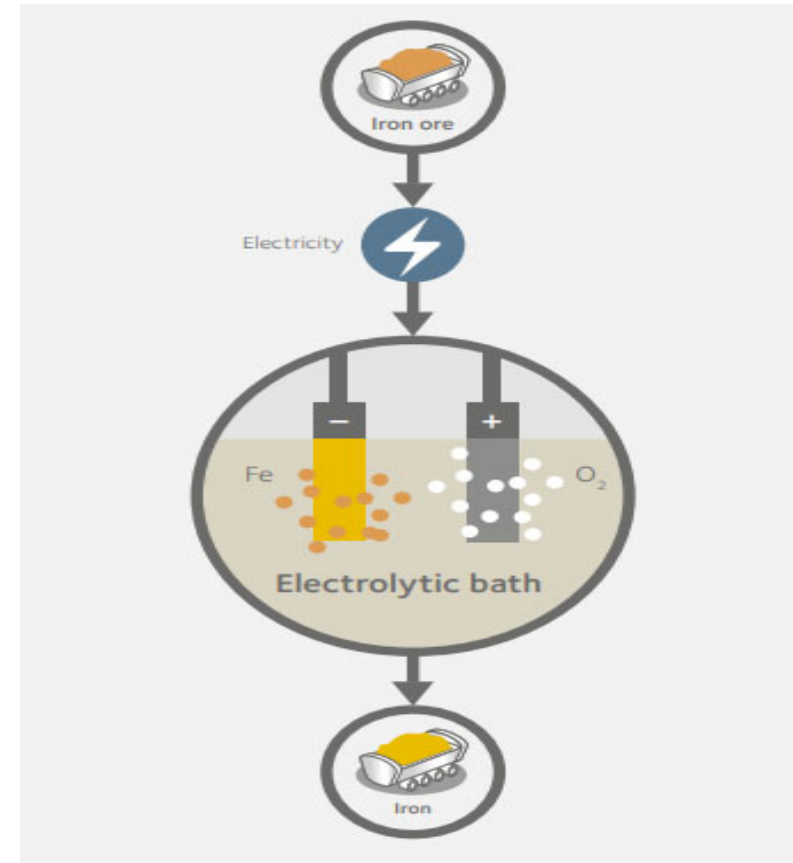 Iron ore
Electricity
− +
Fe
O₂
Electrolytic bath
Iron